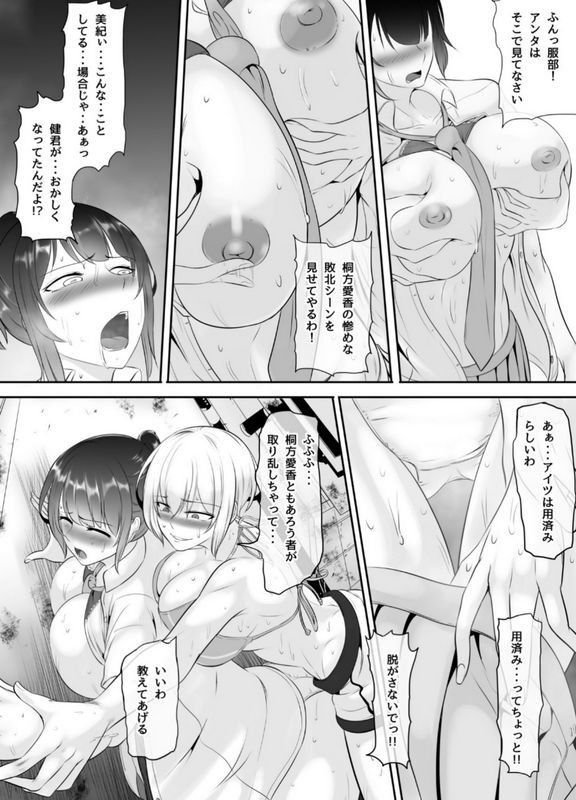 ふんっ服部!
アンタは
そこで見てなさい
桐方愛香の惨めな
敗北シーンを
見せてやるわ!
美紀ぃ・・・こんな・・こと
してる・・・場合じゃ・・あぁっ
健君が・・・おかしく
なってたんだよ!?
あぁ・・・アイツは用済み
らしいわ
用済み・・・ってちょっと!!
脱がさないでっ!!
ふふふ・・・
桐方愛香ともあろう者が
取り乱しちゃって・・・
いいわ
教えてあげる